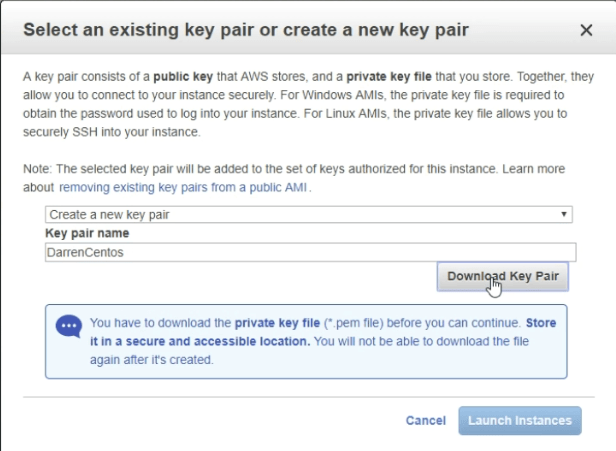 Select an existing key pair or create a new key pair
A key pair consists of a public key that AWS stores, and a private key file that you store. Together, they
allow you to connect to your instance securely. For Windows AMIs, the private key file is required to
obtain the password used to log into your instance. For Linux AMIs, the private key file allows you to
securely SSH into your instance.
Note: The selected key pair will be added to the set of keys authorized for this instance. Learn more
about removing existing key pairs from a public AMI .
Create a new key pair
Key pair name
DarrenCentos
Download Key Pair
You have to download the private key file (*.pem file) before you can continue. Store
it in a secure and accessible location. You will not be able to download the file
again after it's created.
Cancel Launch Instances